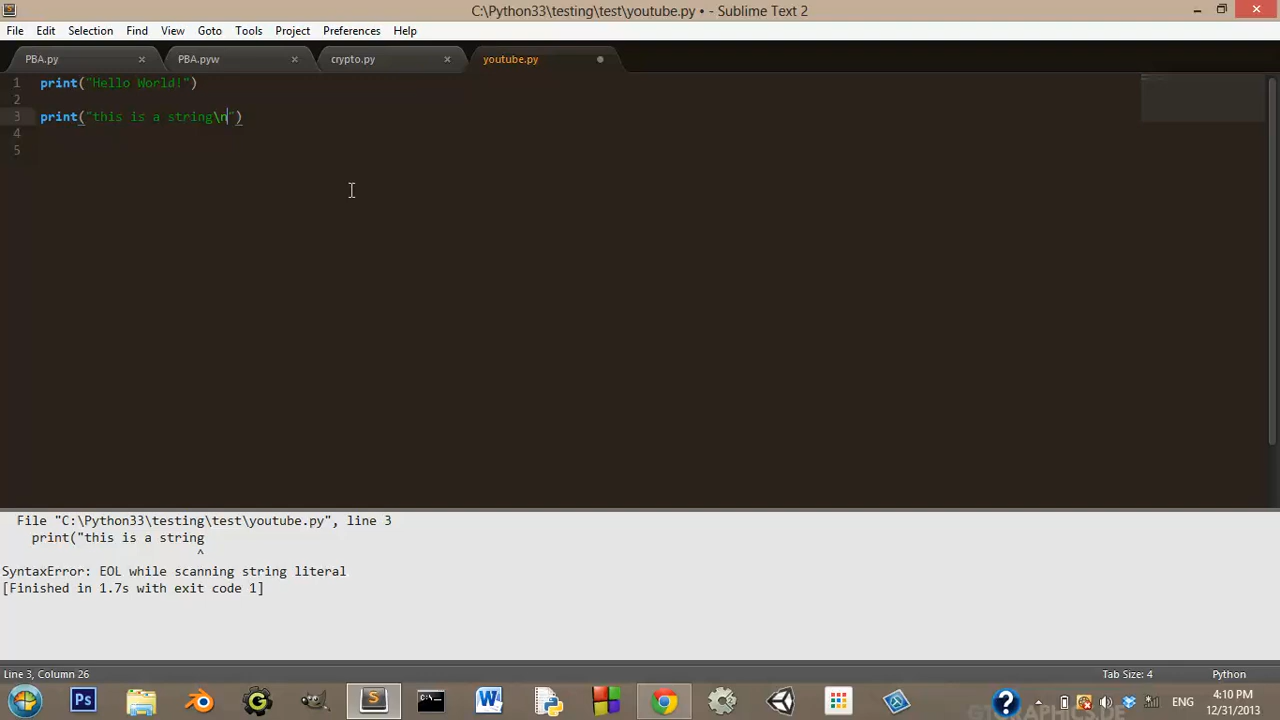 C:\Python33\testing\test\youtube.py • - Sublime Text 2
File Edit Selection Find View Goto Tools Project Preferences Help
PBA.py × PBA.pyw × crypto.py × youtube.py
1 print("Hello World!")
2
3 print("this is a string\n")
4
5
File "C:\Python33\testing\test\youtube.py", line 3
print("this is a string
^
SyntaxError: EOL while scanning string literal
[Finished in 1.7s with exit code 1]
Line 3, Column 26 Tab Size: 4 Python
Ps S W ? ENG 4:10 PM
12/31/2013
GTGRAPHICS.DE